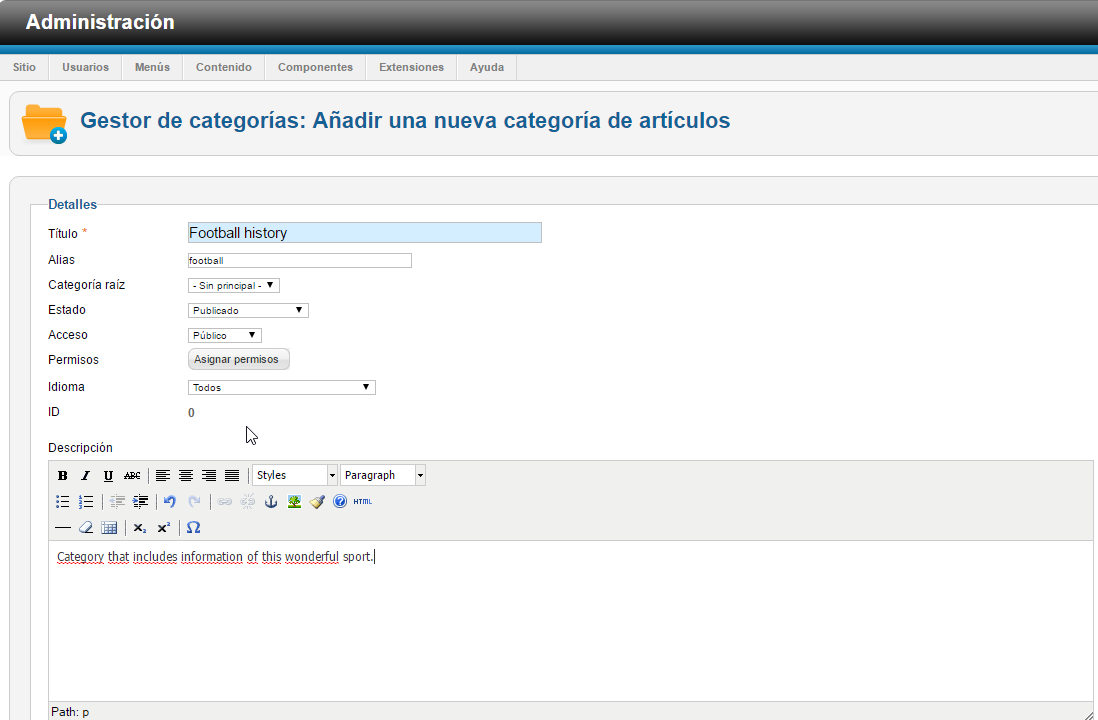 Administración
Sitio Usuarios Menús Contenido Componentes Extensiones Ayuda
Gestor de categorías: Añadir una nueva categoría de artículos
Detalles
Título * Football history
Alias football
Categoría raíz - Sin principal -
Estado Publicado
Acceso Público
Permisos Asignar permisos
Idioma Todos
ID 0
Descripción
B I U ABC Styles Paragraph
HTML
x₂ x² Ω
Category that includes information of this wonderful sport.
Path: p